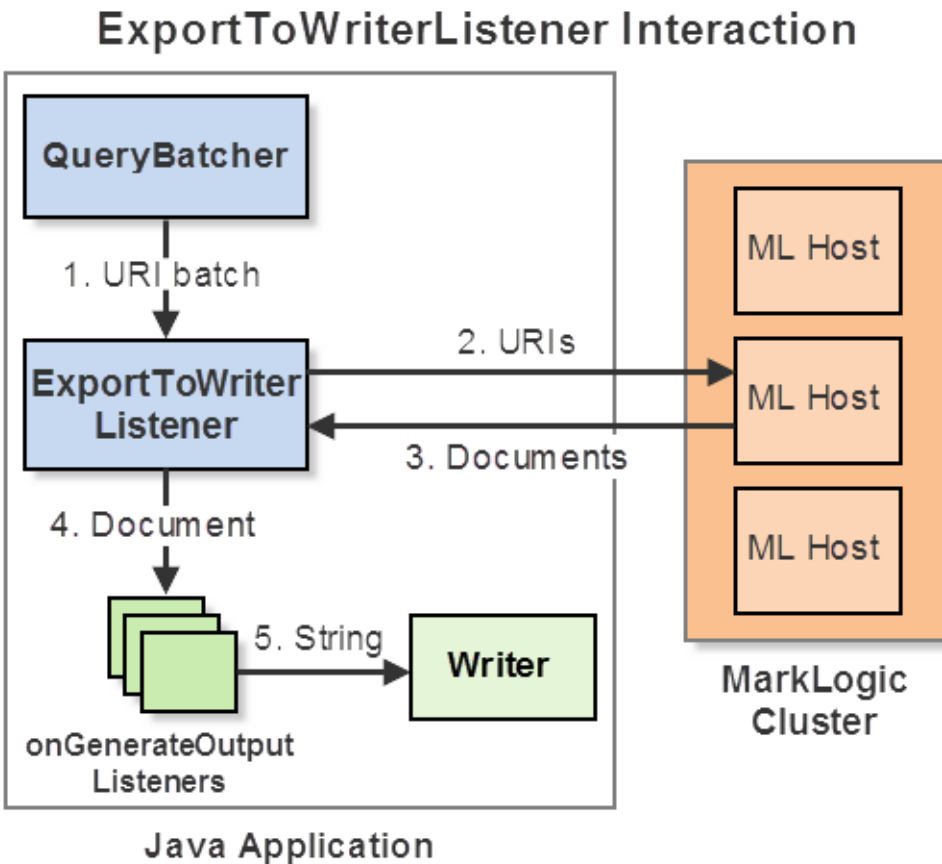 ExportToWriterListener Interaction
QueryBatcher
1. URI batch
ExportToWriter
Listener
2. URIs
3. Documents
4. Document
5. String
Writer
onGenerateOutput
Listeners
Java Application
ML Host
ML Host
ML Host
MarkLogic
Cluster